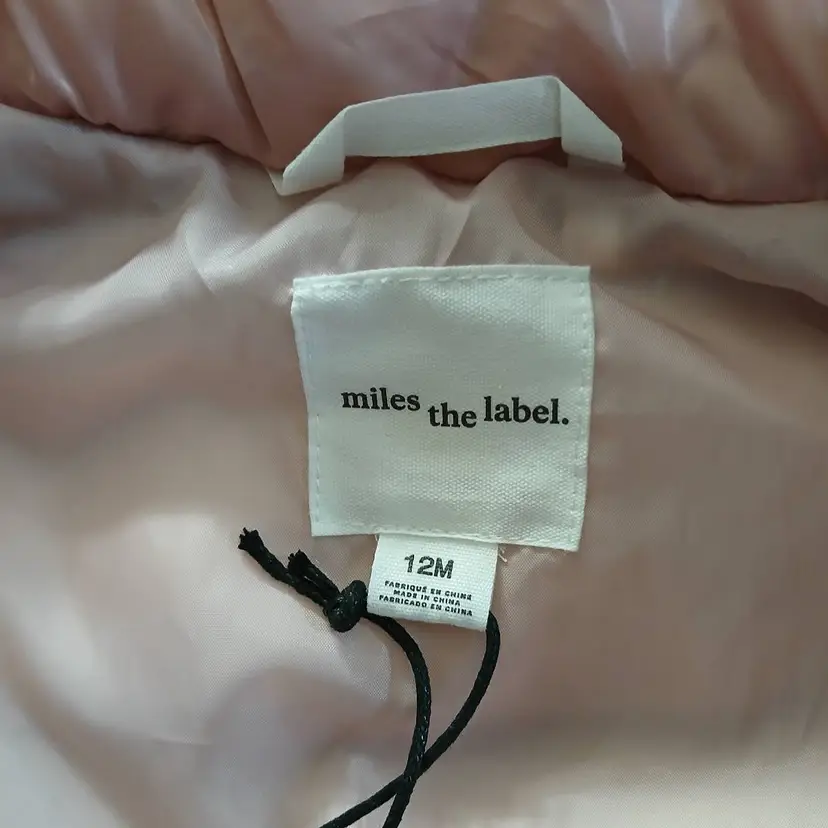 miles the label.
12M
FABRIQUÉ EN CHINE
MADE IN CHINA
FABRICADO EN CHINA